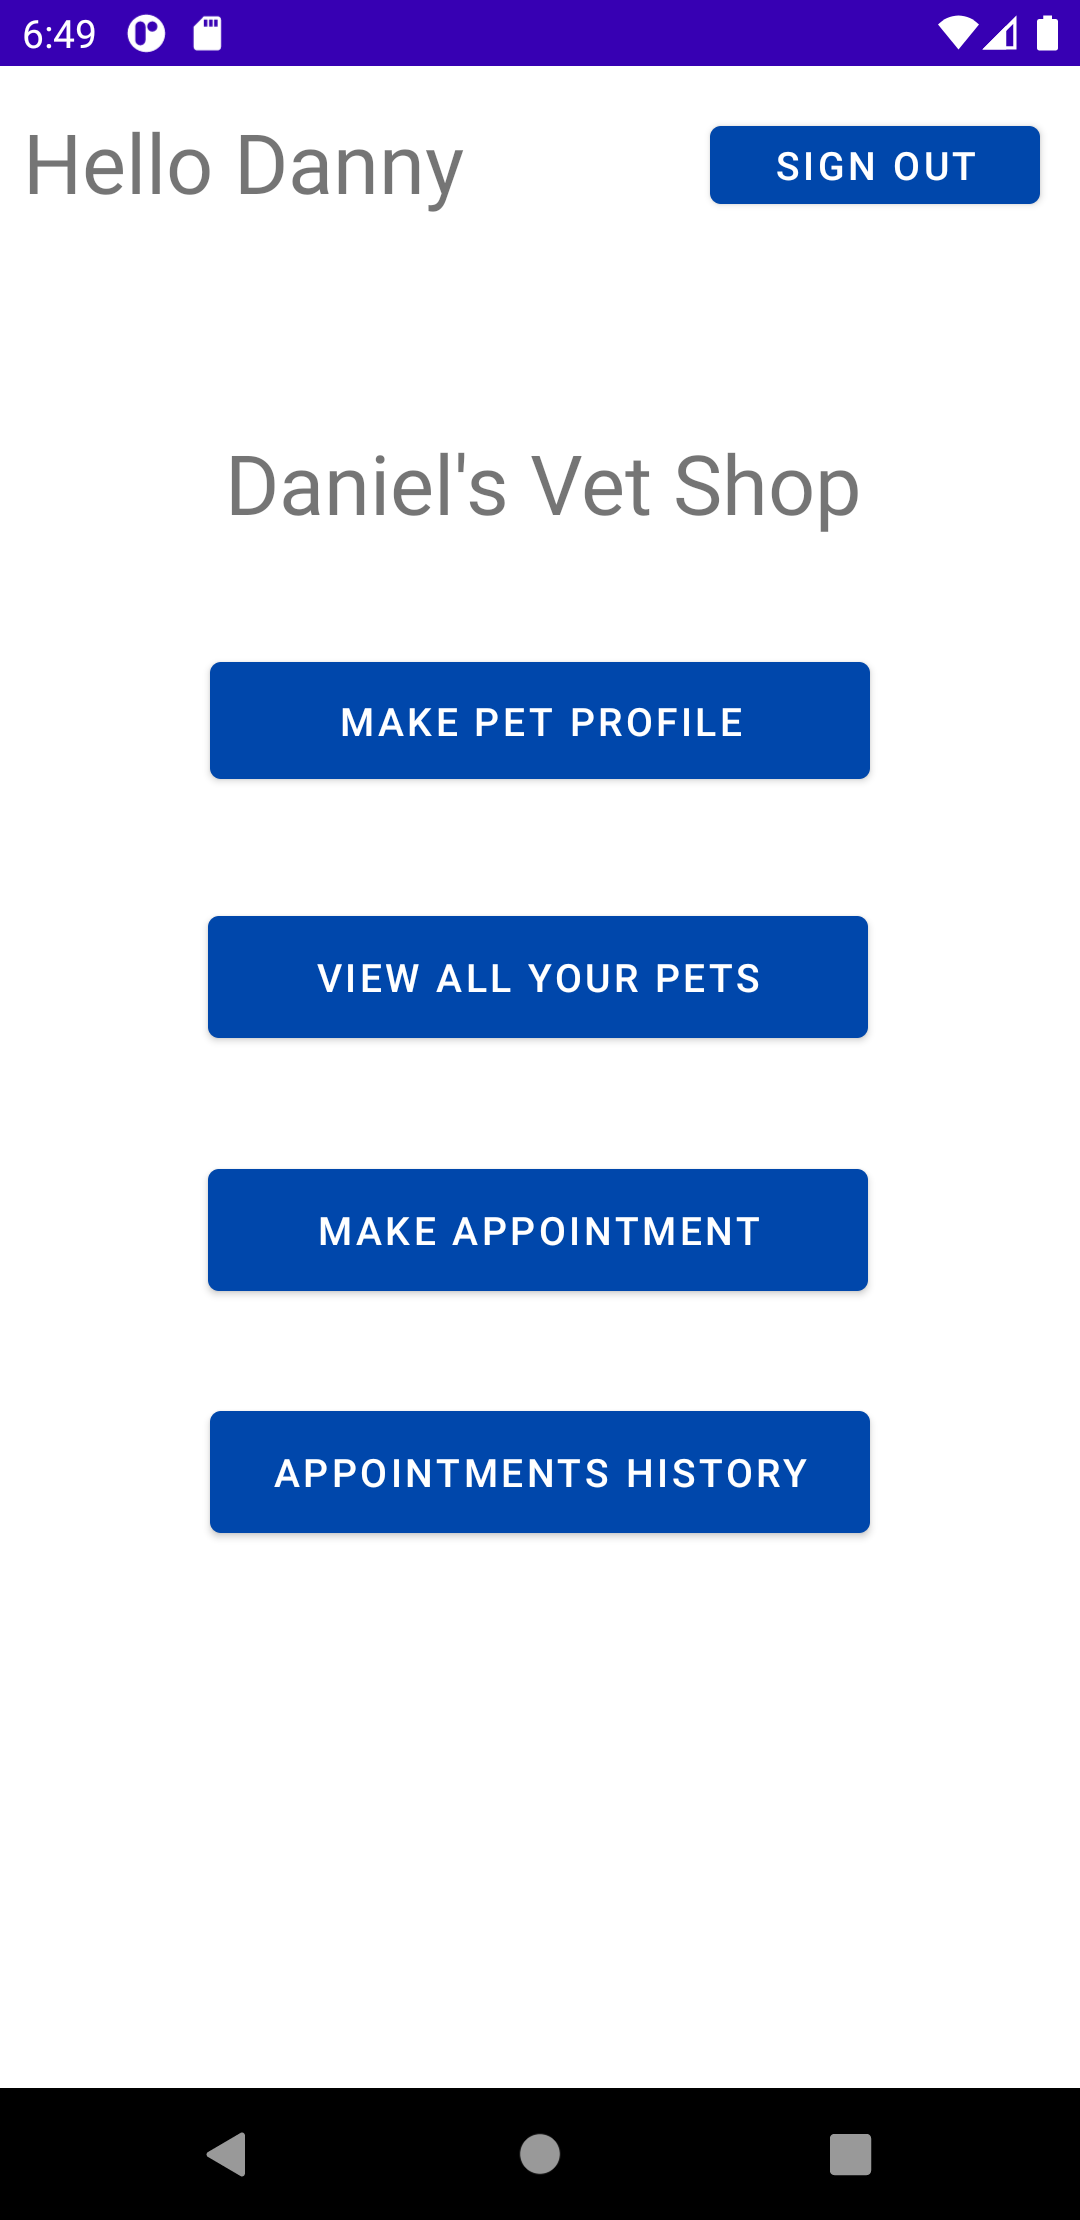 6:49
Hello Danny
SIGN OUT
Daniel's Vet Shop
MAKE PET PROFILE
VIEW ALL YOUR PETS
MAKE APPOINTMENT
APPOINTMENTS HISTORY